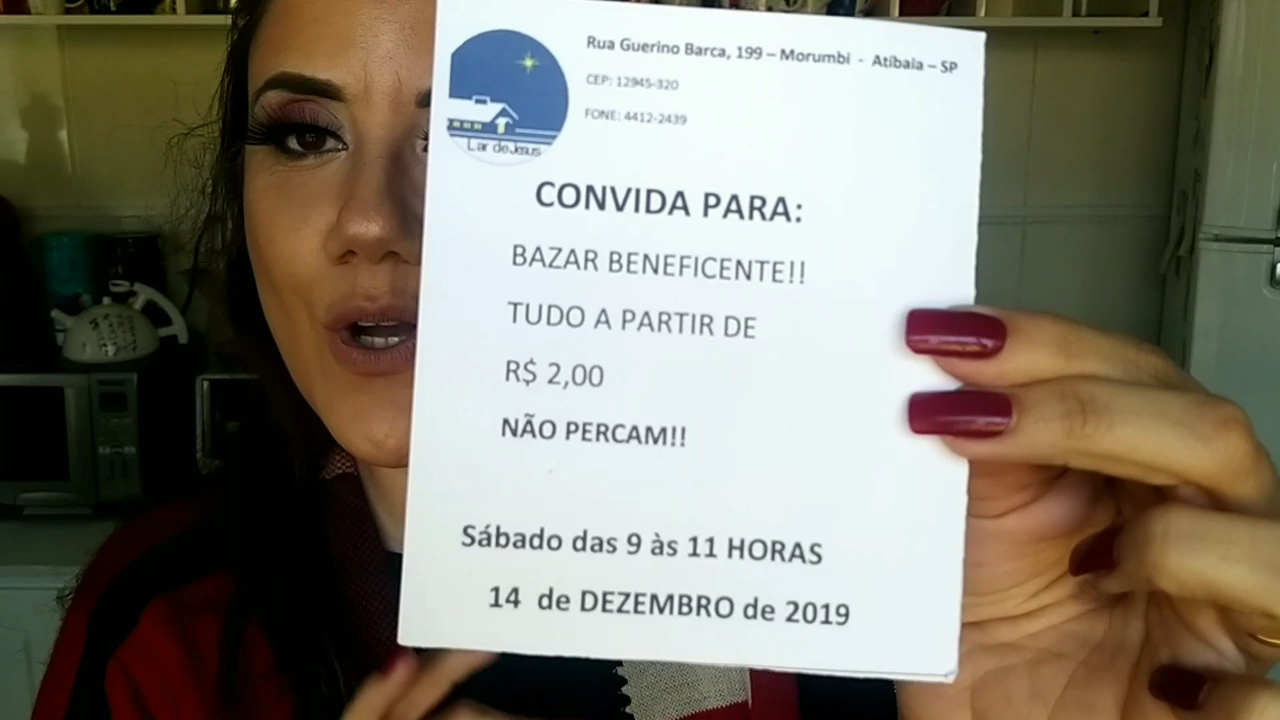 Rua Guerino Barca, 199 – Morumbi - Atibaia – SP
CEP: 12945-320
FONE: 4412-2439
Lar de Jesus
CONVIDA PARA:
BAZAR BENEFICENTE!!
TUDO A PARTIR DE
R$ 2,00
NÃO PERCAM!!
Sábado das 9 às 11 HORAS
14 de DEZEMBRO de 2019